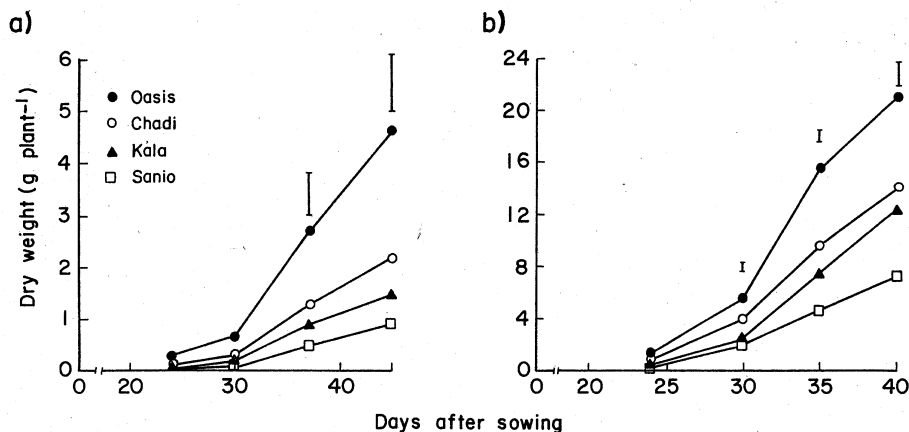 a)
Dry weight (g plant-1)
6
5
4
3
2
1
0
Oasis
Chadi
Kala
Sanio
0 20 30 40
b)
24
20
16
12
8
4
0
0 20 25 30 35 40
Days after sowing